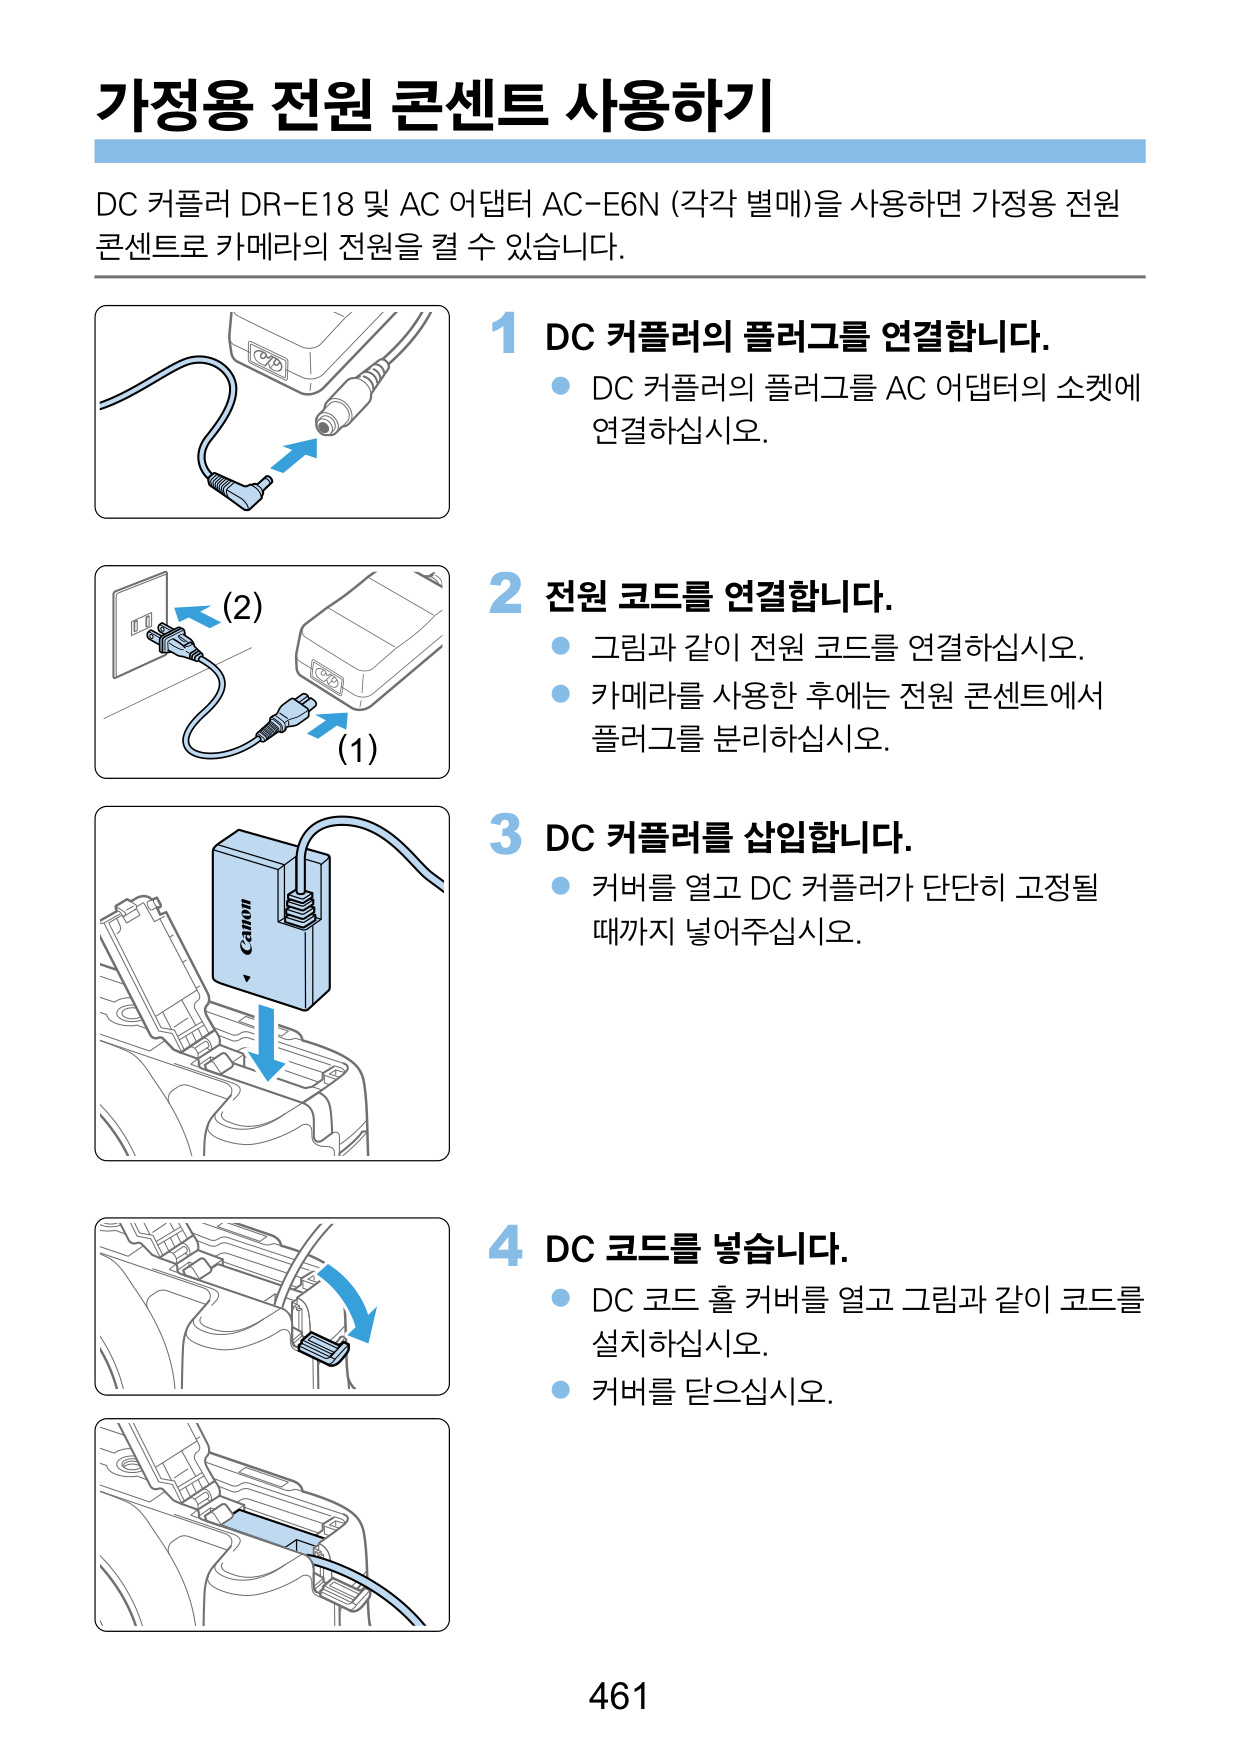 가정용 전원 콘센트 사용하기
DC 커플러 DR-E18 및 AC 어댑터 AC-E6N (각각 별매)을 사용하면 가정용 전원
콘센트로 카메라의 전원을 켤 수 있습니다.
1 DC 커플러의 플러그를 연결합니다.
● DC 커플러의 플러그를 AC 어댑터의 소켓에
연결하십시오.
(2)
(1)
2 전원 코드를 연결합니다.
● 그림과 같이 전원 코드를 연결하십시오.
● 카메라를 사용한 후에는 전원 콘센트에서
플러그를 분리하십시오.
Canon
3 DC 커플러를 삽입합니다.
● 커버를 열고 DC 커플러가 단단히 고정될
때까지 넣어주십시오.
4 DC 코드를 넣습니다.
● DC 코드 홀 커버를 열고 그림과 같이 코드를
설치하십시오.
● 커버를 닫으십시오.
461